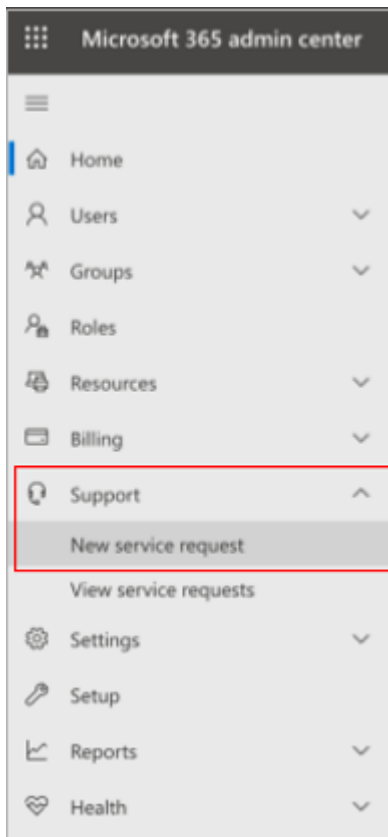 Microsoft 365 admin center
Home
Users
Groups
Roles
Resources
Billing
Support
New service request
View service requests
Settings
Setup
Reports
Health